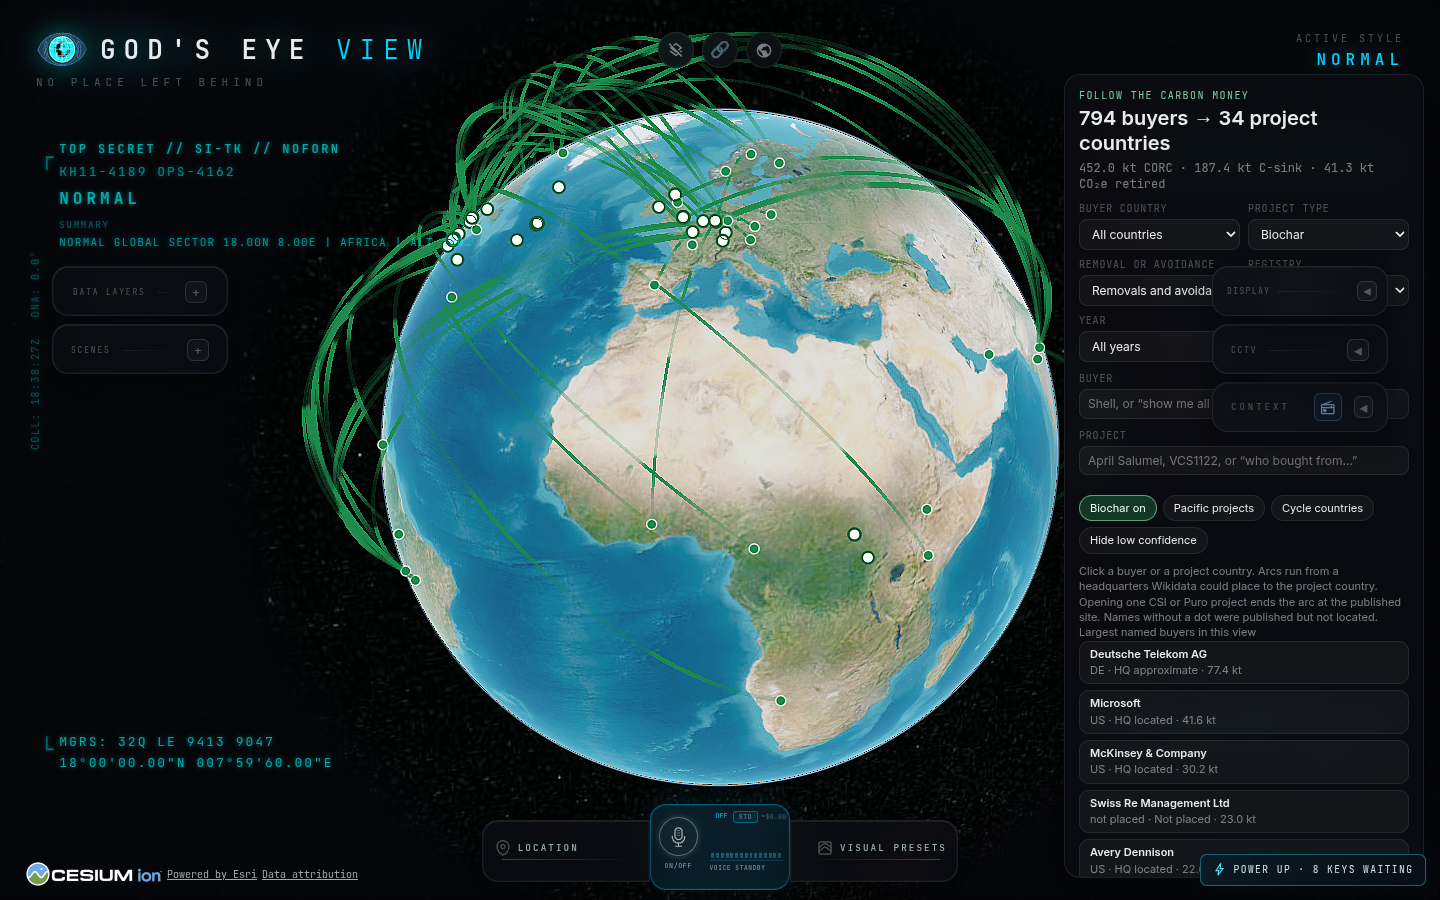 GOD'S EYE VIEW
NO PLACE LEFT BEHIND
ACTIVE STYLE
NORMAL
TOP SECRET // SI-TK // NOFORN
KH11-4189 OPS-4162
NORMAL
SUMMARY
NORMAL GLOBAL SECTOR 18.00N 8.00E | AFRICA | ALT
COLL: 18:38:27Z ONA: 0.0°
DATA LAYERS
+
SCENES
+
MGRS: 32Q LE 9413 9047
18°00'00.00"N 007°59'60.00"E
CESIUM ion
Powered by Esri Data attribution
LOCATION
OFF STD
ON/OFF
VOICE STANDBY
VISUAL PRESETS
FOLLOW THE CARBON MONEY
794 buyers → 34 project
countries
452.0 kt CORC · 187.4 kt C-sink · 41.3 kt
CO₂e retired
BUYER COUNTRY PROJECT TYPE
All countries Biochar
REMOVAL OR AVOIDANCE REGISTRY
Removals and avoida
DISPLAY
YEAR
All years
CCTV
BUYER
Shell, or “show me all
CONTEXT
PROJECT
April Salumei, VCS1122, or “who bought from…”
Biochar on Pacific projects Cycle countries
Hide low confidence
Click a buyer or a project country. Arcs run from a
headquarters Wikidata could place to the project country.
Opening one CSI or Puro project ends the arc at the published
site. Names without a dot were published but not located.
Largest named buyers in this view
Deutsche Telekom AG
DE · HQ approximate · 77.4 kt
Microsoft
US · HQ located · 41.6 kt
McKinsey & Company
US · HQ located · 30.2 kt
Swiss Re Management Ltd
not placed · Not placed · 23.0 kt
Avery Dennison
US · HQ located · 22.
POWER UP · 8 KEYS WAITING